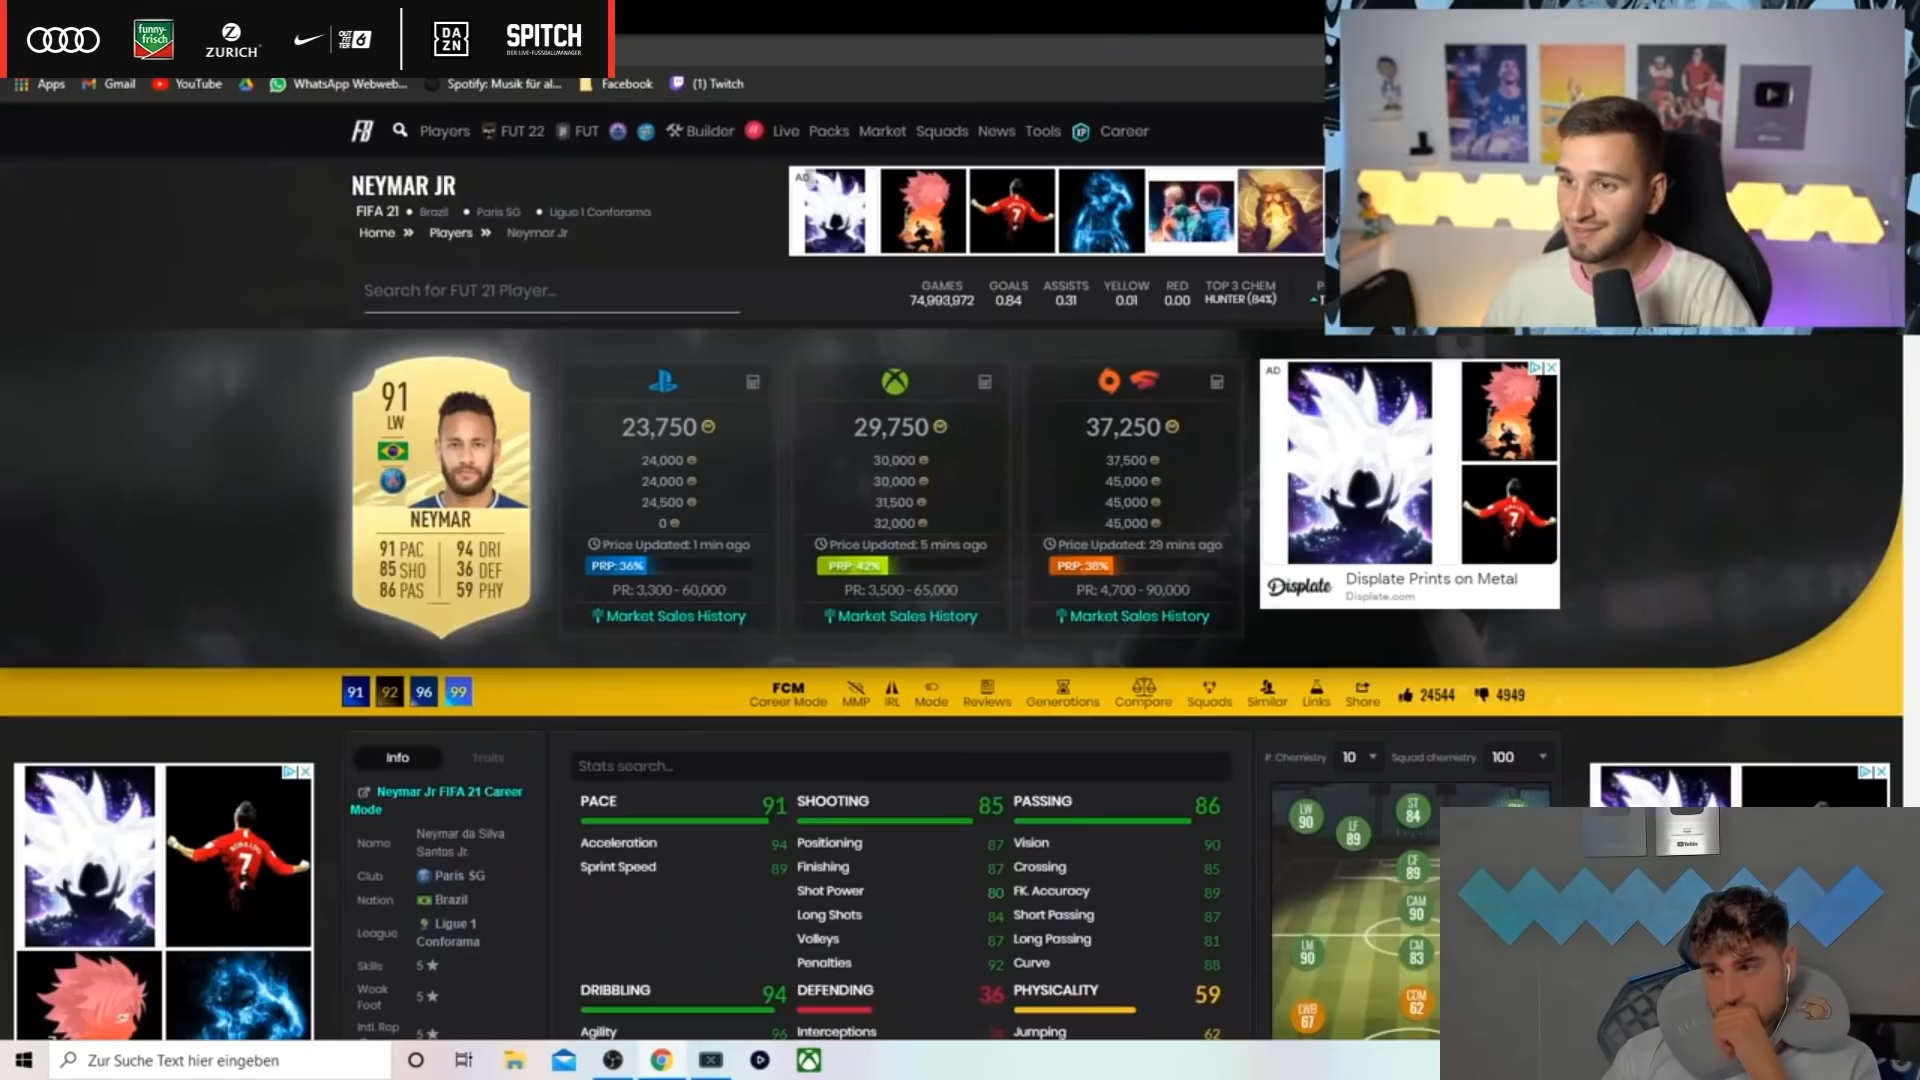 funny-frisch
ZURICH
OUT FIT TER
DAZN
SPITCH
DER LIVE-FUSSBALLMANAGER
Apps
Gmail
YouTube
WhatsApp Webweb...
Spotify: Musik für al...
Facebook
(1) Twitch
FB
Players
FUT 22
FUT
Builder
Live
Packs
Market
Squads
News
Tools
XP
Career
NEYMAR JR
FIFA 21 • Brazil • Paris SG • Ligue 1 Conforama
Home » Players » Neymar Jr
AD
Search for FUT 21 Player...
GAMES
74,993,972
GOALS
0.84
ASSISTS
0.31
YELLOW
0.01
RED
0.00
TOP 3 CHEM
HUNTER (84%)
91
LW
NEYMAR
91 PAC 94 DRI
85 SHO 36 DEF
86 PAS 59 PHY
23,750
24,000
24,000
24,500
0
Price Updated: 1 min ago
PRP: 36%
PR: 3,300 - 60,000
Market Sales History
29,750
30,000
30,000
31,500
32,000
Price Updated: 5 mins ago
PRP: 42%
PR: 3,500 - 65,000
Market Sales History
37,250
37,500
45,000
45,000
45,000
Price Updated: 29 mins ago
PRP: 38%
PR: 4,700 - 90,000
Market Sales History
AD
7
Displate
Displate Prints on Metal
Displate.com
91 92 96 99
FCM
Career Mode
MMP
IRL
Mode
Reviews
Generations
Compare
Squads
Similar
Links
Share
24544
4949
Info
Traits
Neymar Jr FIFA 21 Career
Mode
Name Neymar da Silva
Santos Jr.
Club Paris SG
Nation Brazil
League Ligue 1
Conforama
Skills 5
Weak
Foot 5
Intl. Rep 5
Stats search...
PACE 91
Acceleration 94
Sprint Speed 89
SHOOTING 85
Positioning 87
Finishing 87
Shot Power 80
Long Shots 84
Volleys 87
Penalties 92
PASSING 86
Vision 90
Crossing 85
FK. Accuracy 89
Short Passing 87
Long Passing 81
Curve 88
DRIBBLING 94
Agility 96
DEFENDING 36
Interceptions
PHYSICALITY 59
Jumping 62
P. Chemistry 10
Squad chemistry 100
LW
90
LF
89
ST
84
CF
89
CAM
90
LM
90
CM
83
LWB
67
CDM
62
Zur Suche Text hier eingeben